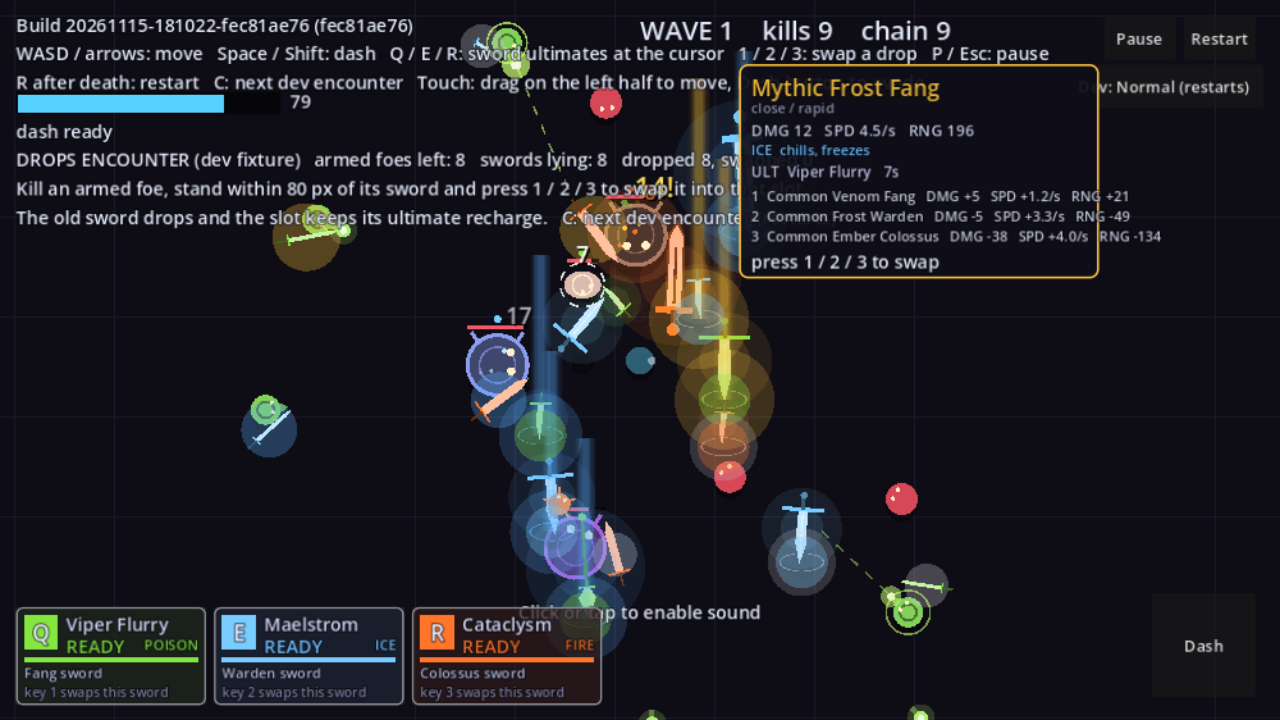 Build 20261115-181022-fec81ae76 (fec81ae76)
WAVE 1 kills 9 chain 9
Pause
Restart
WASD / arrows: move Space / Shift: dash Q / E / R: sword ultimates at the cursor 1 / 2 / 3: swap a drop P / Esc: pause
R after death: restart C: next dev encounter Touch: drag on the left half to move,
Normal (restarts)
79
dash ready
DROPS ENCOUNTER (dev fixture) armed foes left: 8 swords lying: 8 dropped 8,
Kill an armed foe, stand within 80 px of its sword and press 1 / 2 / 3 to swap it into
The old sword drops and the slot keeps its ultimate recharge. C: next dev
Mythic Frost Fang
close / rapid
DMG 12 SPD 4.5/s RNG 196
ICE chills, freezes
ULT Viper Flurry 7s
1 Common Venom Fang DMG +5 SPD +1.2/s RNG +21
2 Common Frost Warden DMG -5 SPD +3.3/s RNG -49
3 Common Ember Colossus DMG -38 SPD +4.0/s RNG -134
press 1 / 2 / 3 to swap
14!
7
17
Click or tap to enable sound
Q Viper Flurry
READY POISON
Fang sword
key 1 swaps this sword
E Maelstrom
READY ICE
Warden sword
key 2 swaps this sword
R Cataclysm
READY FIRE
Colossus sword
key 3 swaps this sword
Dash